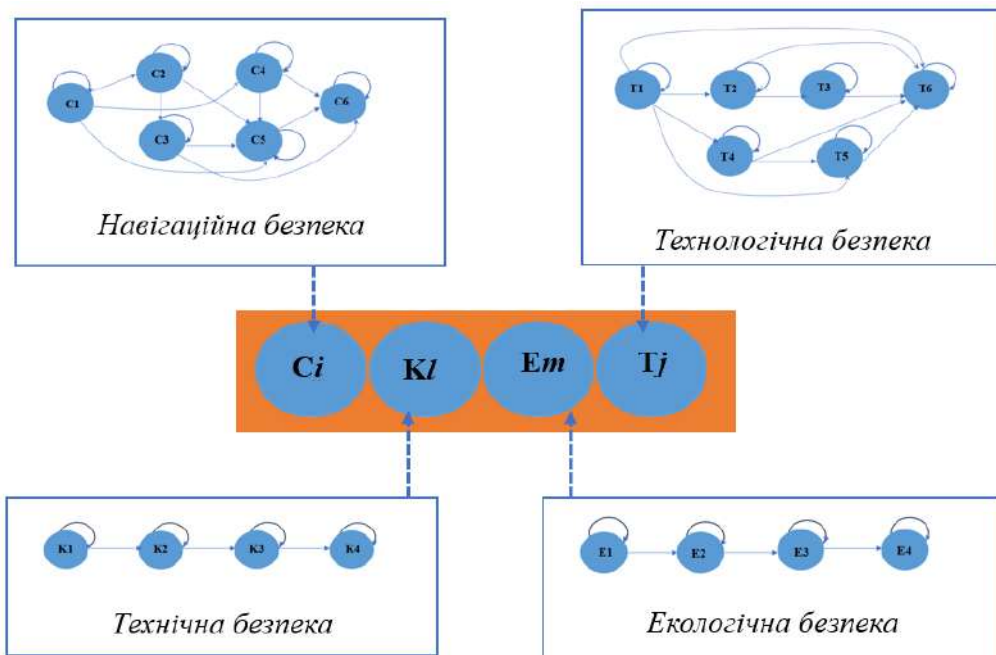 C1
C2
C3
C4
C5
C6
Навігаційна безпека
T1
T2
T3
T4
T5
T6
Технологічна безпека
Ci
Kl
Em
Tj
K1
K2
K3
K4
Технічна безпека
E1
E2
E3
E4
Екологічна безпека